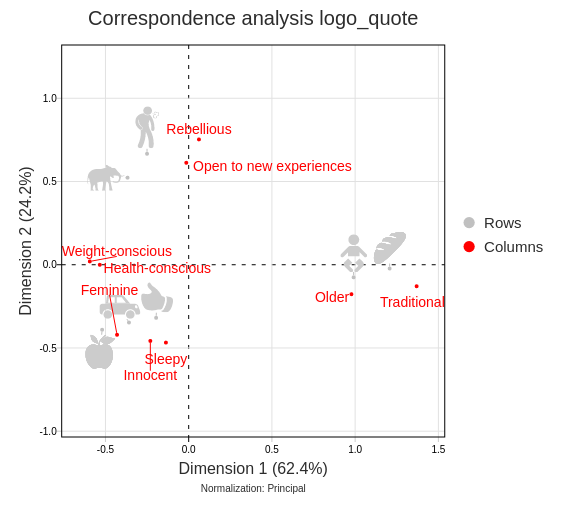 Correspondence analysis logo_quote
Dimension 2 (24.2%)
1.0
0.5
0.0
-0.5
-1.0
Rebellious
Open to new experiences
Weight-conscious
Health-conscious
Feminine
Older
Traditional
Sleepy
Innocent
Rows
Columns
-0.5
0.0
0.5
1.0
1.5
Dimension 1 (62.4%)
Normalization: Principal